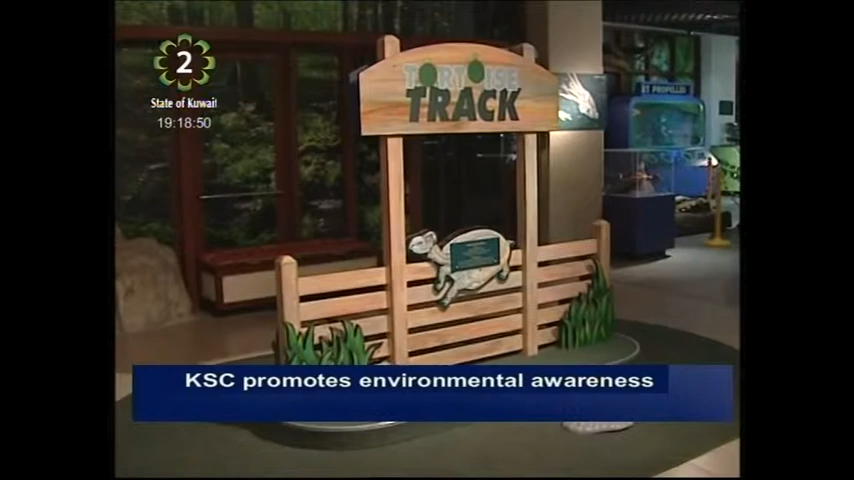 2
State of Kuwait
19:18:50
TORTOISE
TRACK
KSC promotes environmental awareness